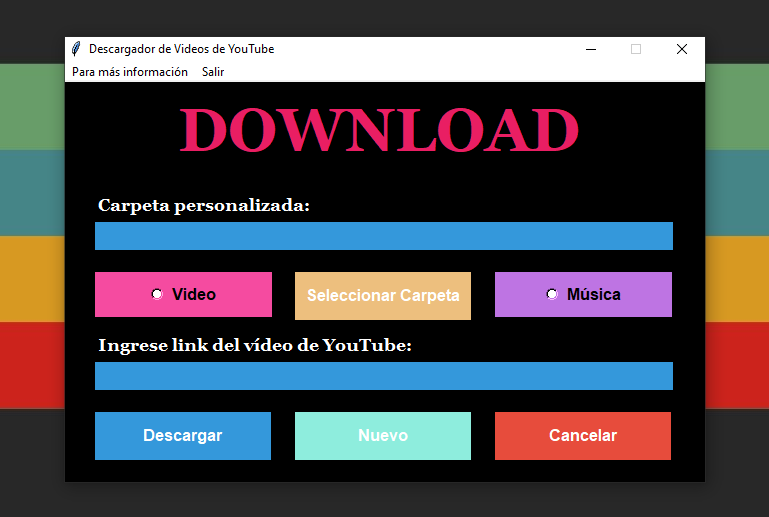 Descargador de Videos de YouTube
Para más información Salir
DOWNLOAD
Carpeta personalizada:
Video Seleccionar Carpeta Música
Ingrese link del vídeo de YouTube:
Descargar Nuevo Cancelar